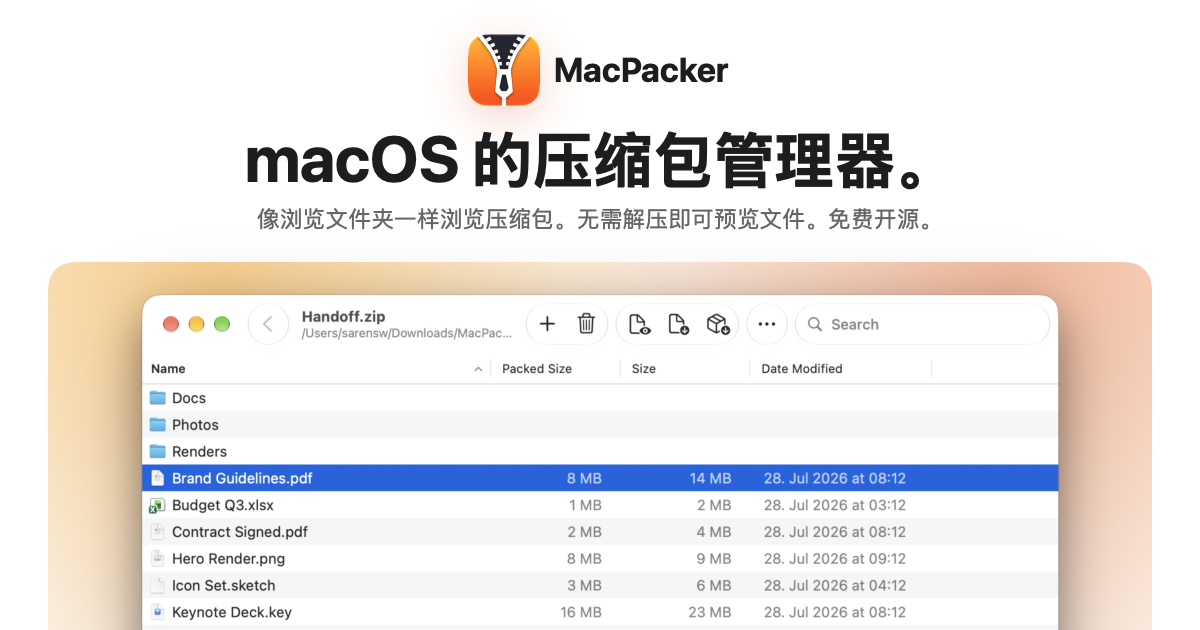 MacPacker
macOS 的压缩包管理器。
像浏览文件夹一样浏览压缩包。无需解压即可预览文件。免费开源。
Handoff.zip
/Users/sarensw/Downloads/MacPac...
Search
Name Packed Size Size Date Modified
Docs
Photos
Renders
Brand Guidelines.pdf 8 MB 14 MB 28. Jul 2026 at 08:12
Budget Q3.xlsx 1 MB 2 MB 28. Jul 2026 at 03:12
Contract Signed.pdf 2 MB 4 MB 28. Jul 2026 at 08:12
Hero Render.png 8 MB 9 MB 28. Jul 2026 at 09:12
Icon Set.sketch 3 MB 6 MB 28. Jul 2026 at 04:12
Keynote Deck.key 16 MB 23 MB 28. Jul 2026 at 08:12